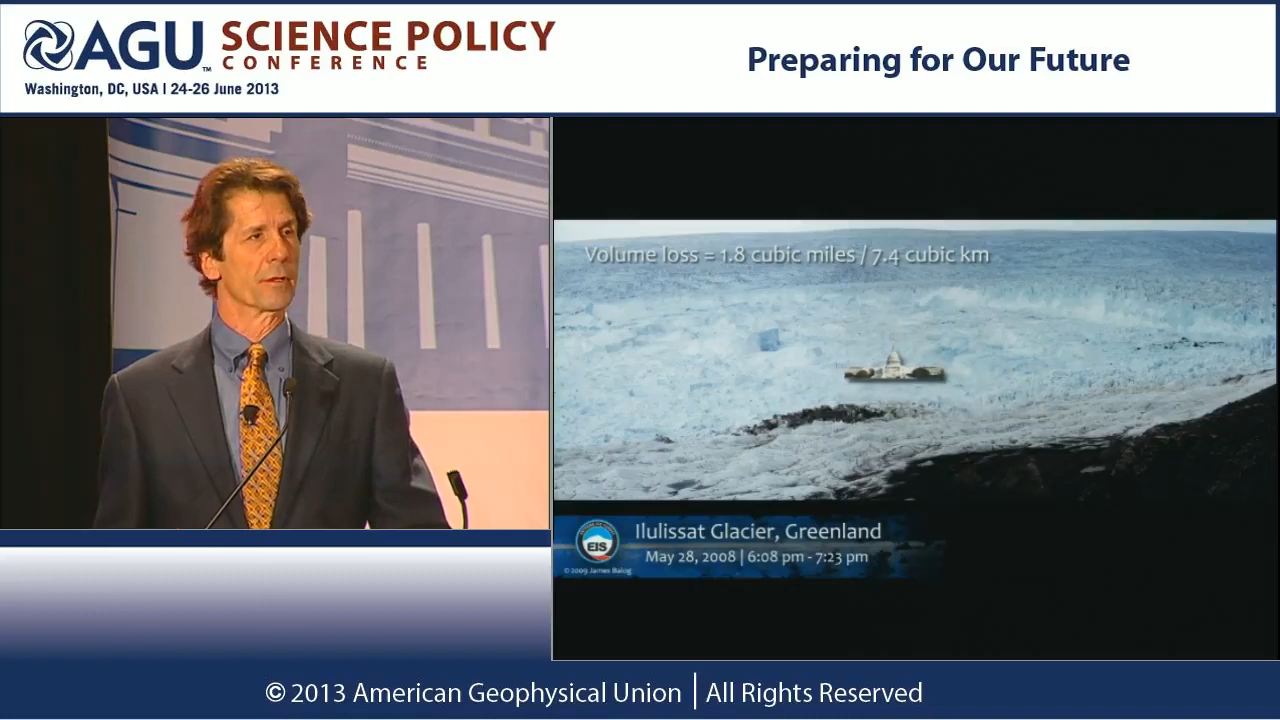 AGU SCIENCE POLICY
TM
CONFERENCE
Washington, DC, USA | 24-26 June 2013
Preparing for Our Future
Volume loss = 1.8 cubic miles / 7.4 cubic km
Ilulissat Glacier, Greenland
May 28, 2008 | 6:08 pm - 7:23 pm
EIS
©2009 James Balog
© 2013 American Geophysical Union | All Rights Reserved